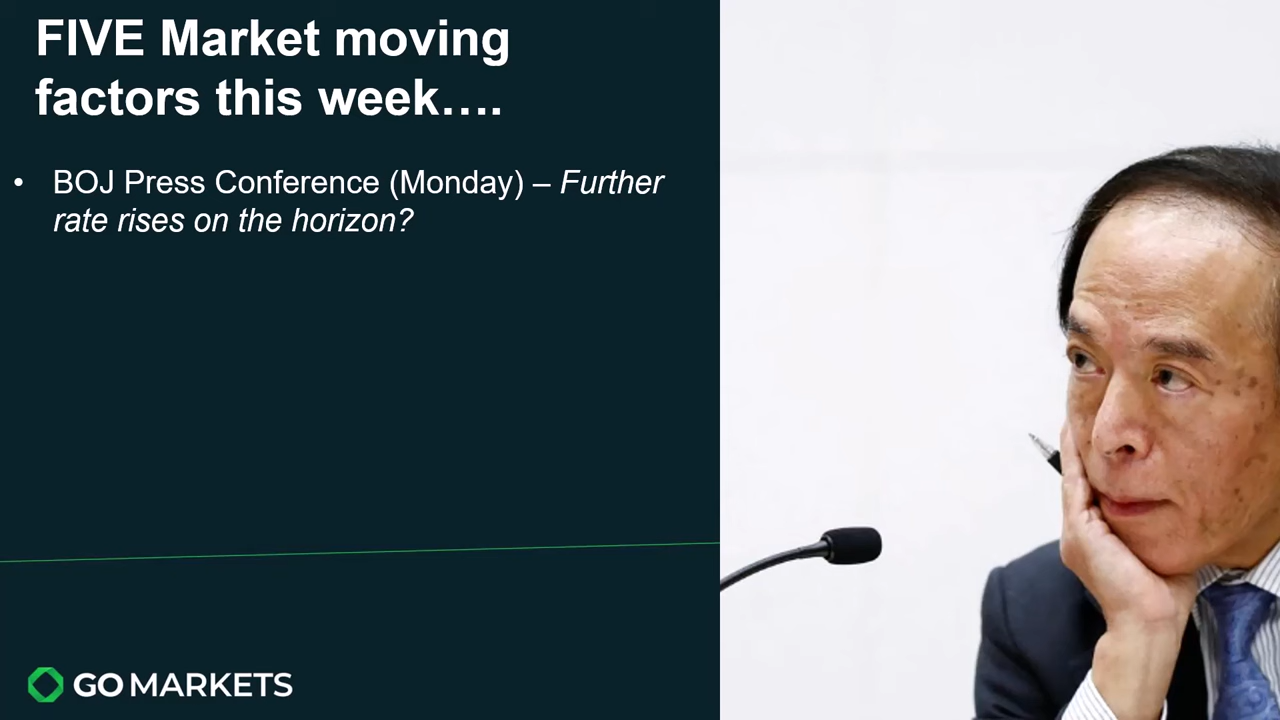 FIVE Market moving
factors this week….
• BOJ Press Conference (Monday) – Further
rate rises on the horizon?
GO MARKETS